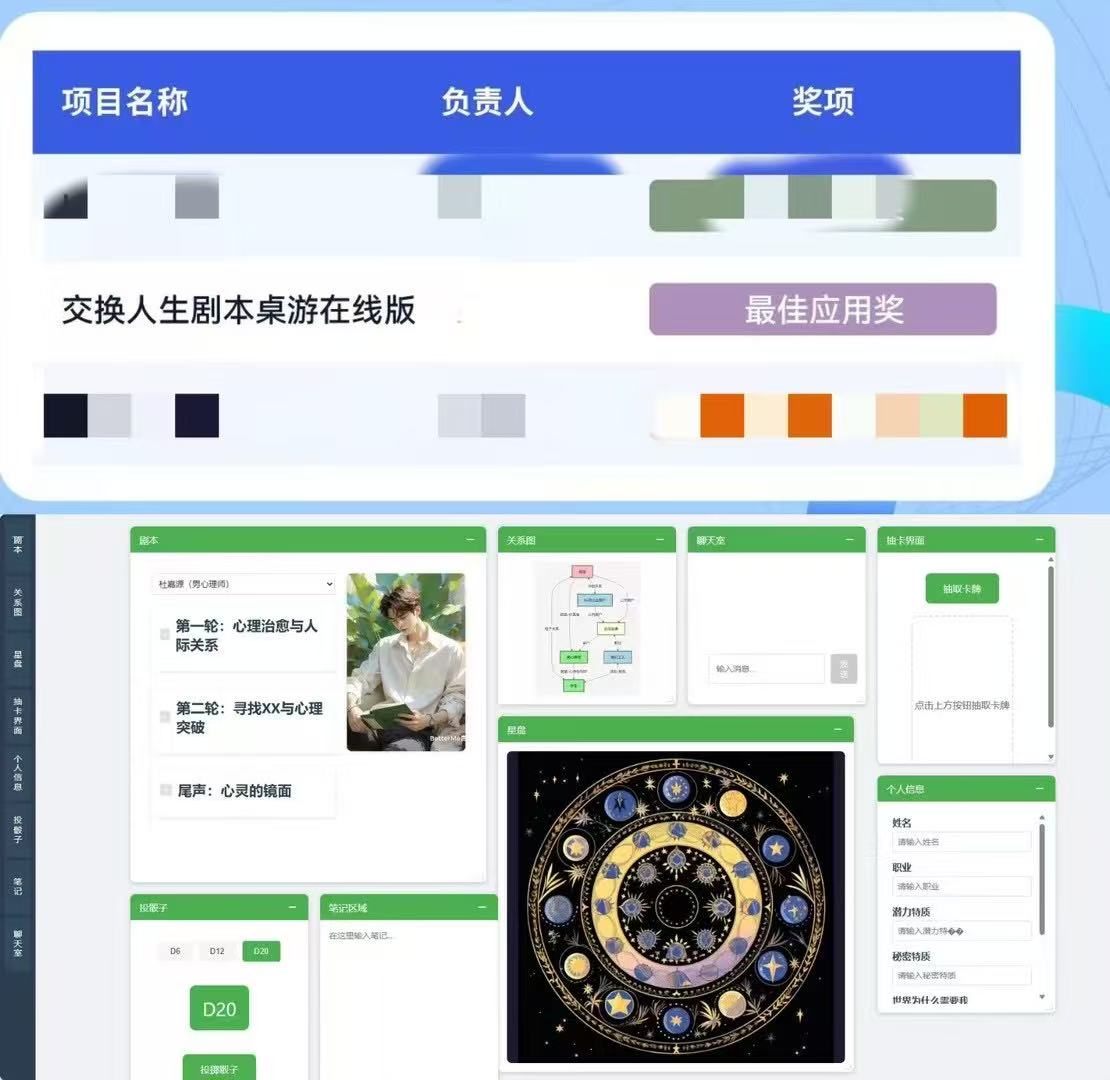 项目名称
负责人
奖项
交换人生剧本桌游在线版
最佳应用奖
剧本
关系图
星盘
抽卡界面
个人信息
投骰子
笔记
聊天室
剧本
杜嘉源（男心理师）
第一轮：心理治愈与人
际关系
第二轮：寻找XX与心理
突破
尾声：心灵的镜面
关系图
聊天室
输入消息...
发送
抽卡界面
抽取卡牌
点击上方按钮抽取卡牌
星盘
个人信息
姓名
请输入姓名
职业
请输入职业
潜力特质
请输入潜力特��
秘密特质
请输入秘密特质
世界为什么需要我
投骰子
D6
D12
D20
D20
投掷骰子
笔记区域
在这里输入笔记...